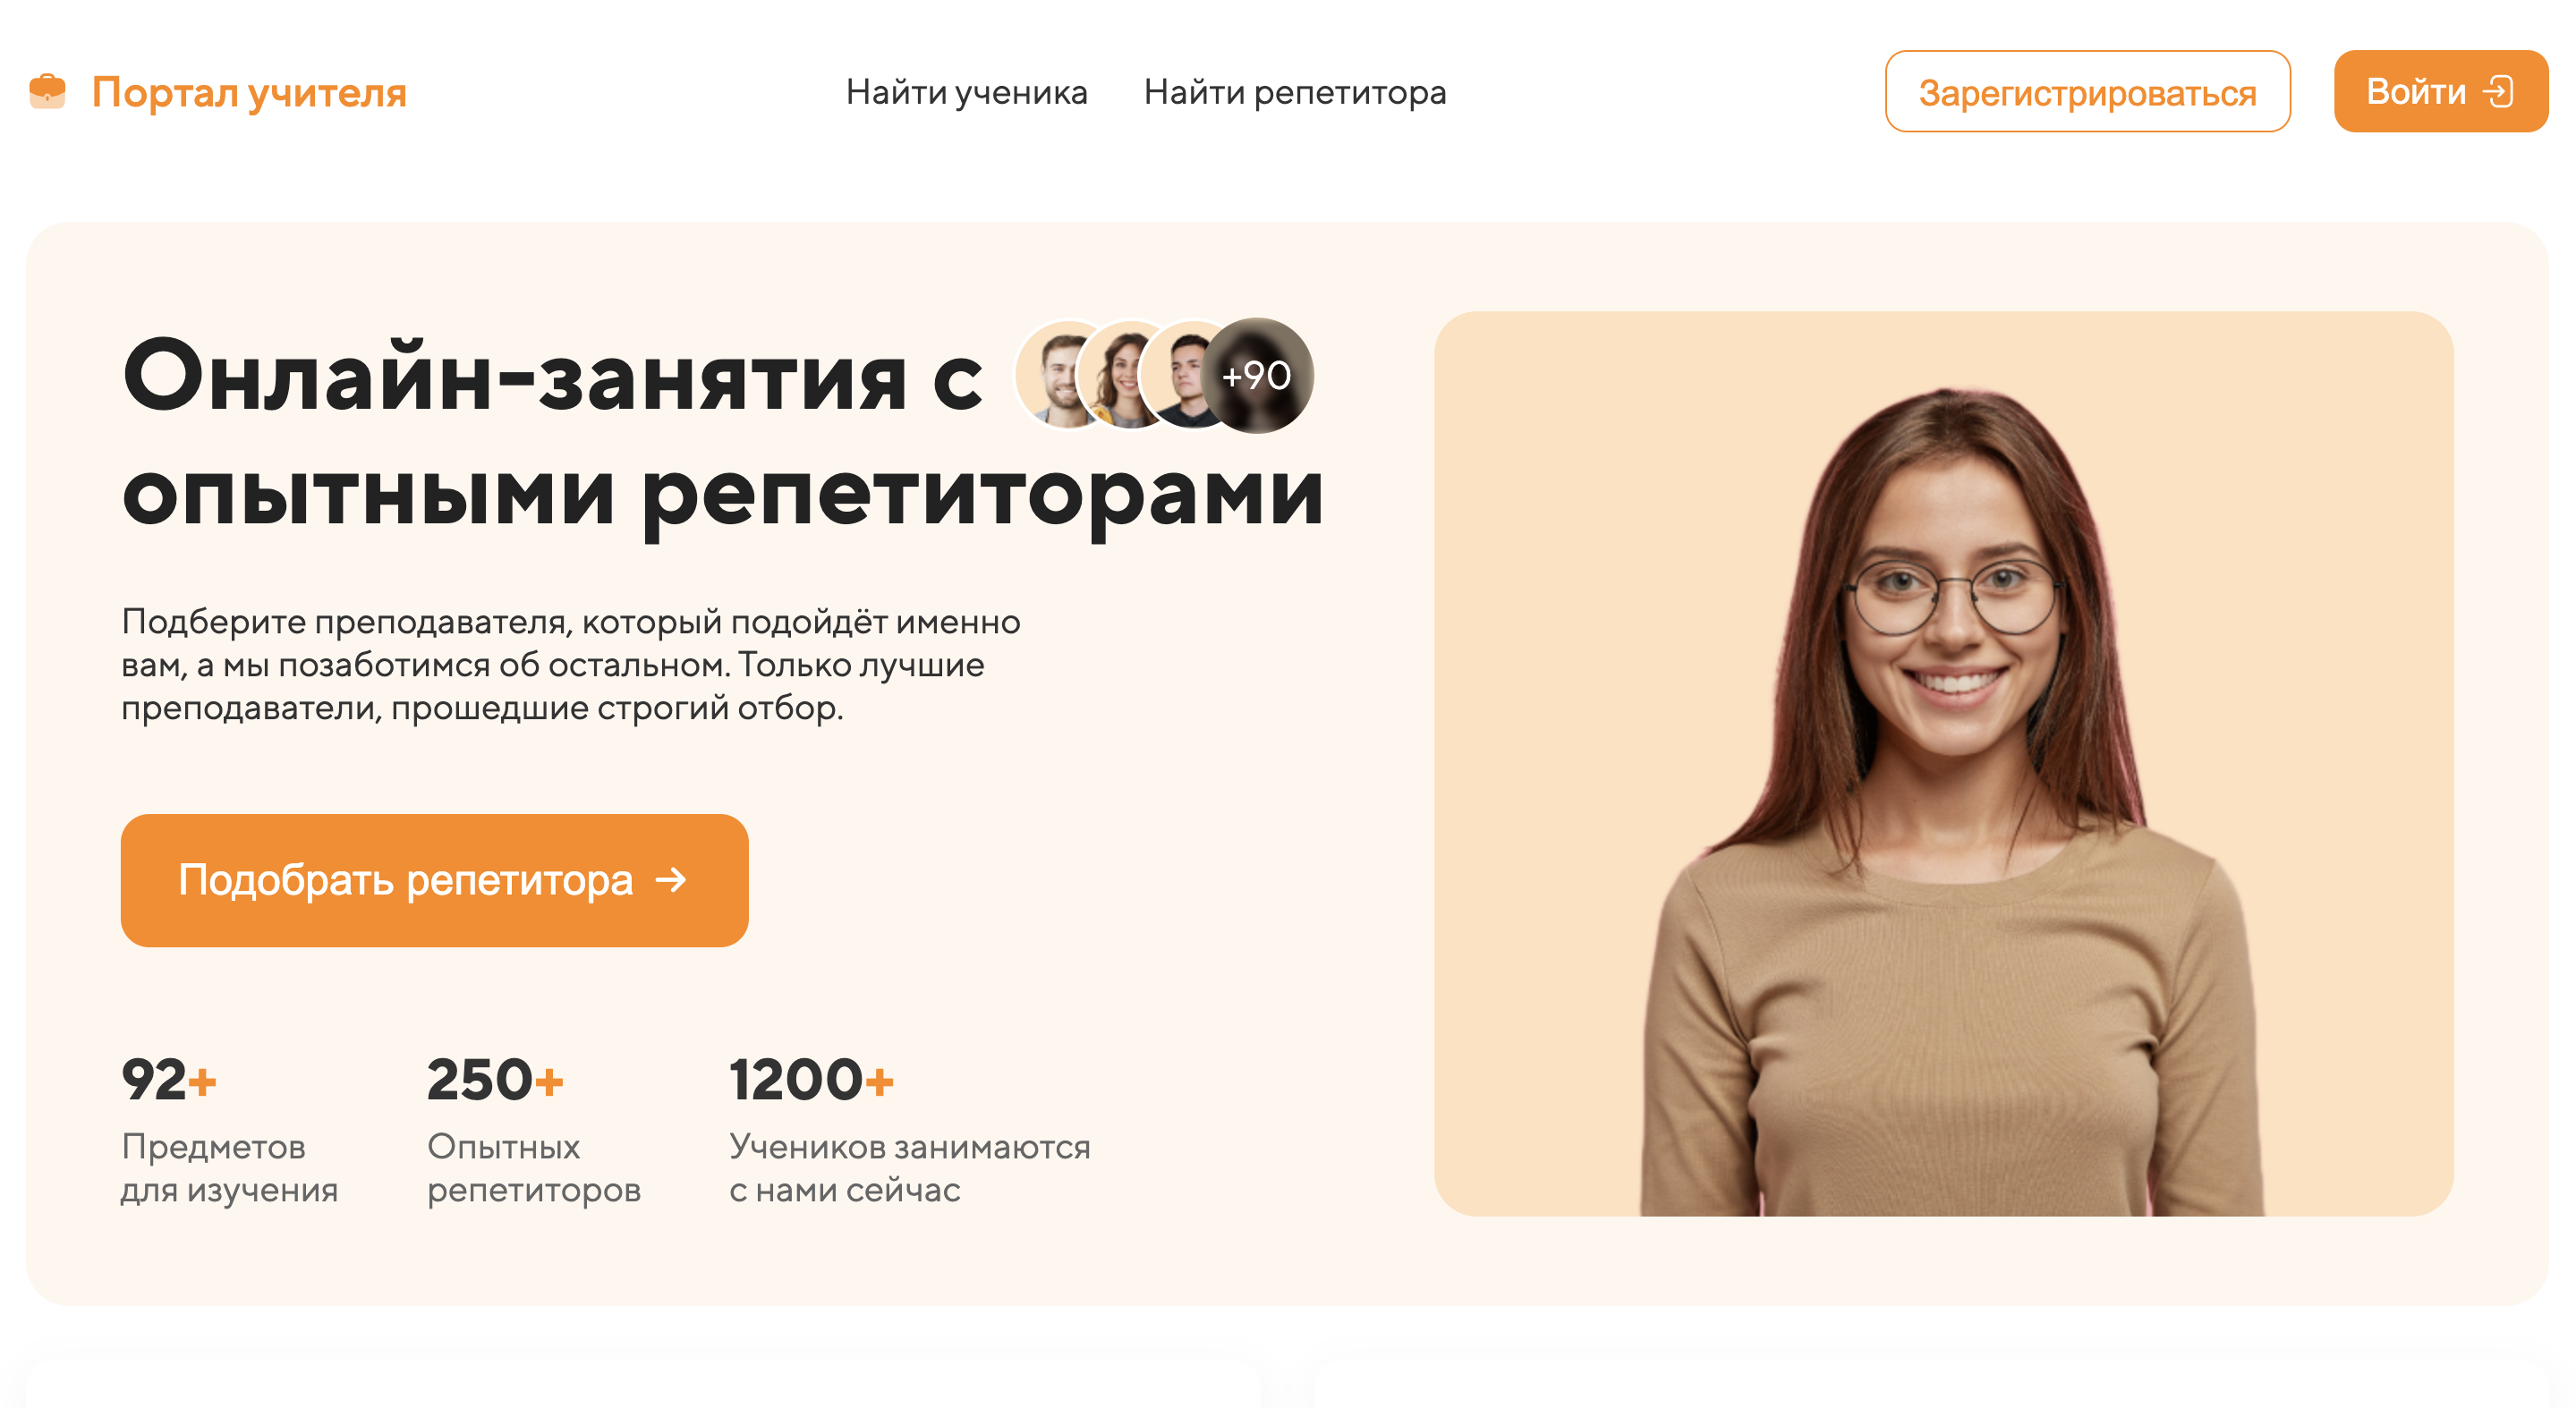 Портал учителя
Найти ученика
Найти репетитора
Зарегистрироваться
Войти
Онлайн-занятия с
+90
опытными репетиторами
Подберите преподавателя, который подойдёт именно
вам, а мы позаботимся об остальном. Только лучшие
преподаватели, прошедшие строгий отбор.
Подобрать репетитора →
92+
Предметов
для изучения
250+
Опытных
репетиторов
1200+
Учеников занимаются
с нами сейчас